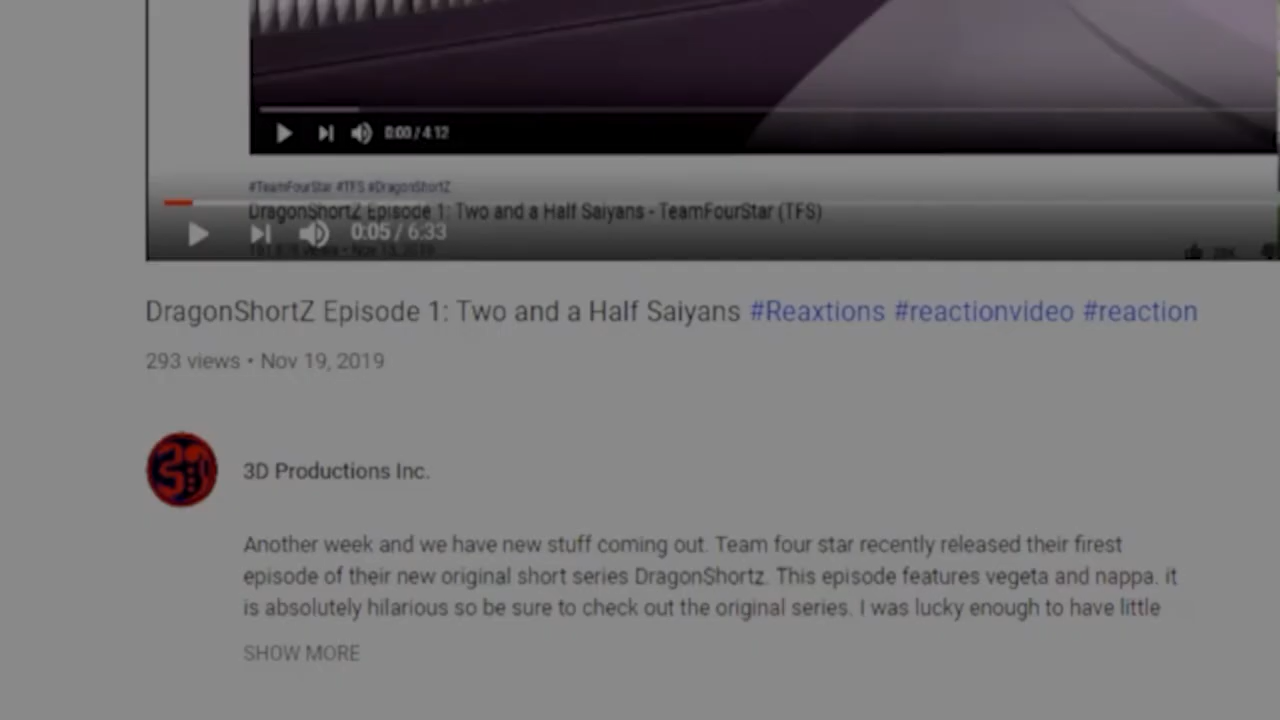 0:00 / 4:12
#TeamFourStar #TFS #DragonShortZ
DragonShortZ Episode 1: Two and a Half Saiyans - TeamFourStar (TFS)
0:05 / 6:33
DragonShortZ Episode 1: Two and a Half Saiyans #Reaxtions #reactionvideo #reaction
293 views • Nov 19, 2019
3D Productions Inc.
Another week and we have new stuff coming out. Team four star recently released their firest
episode of their new original short series DragonShortz. This episode features vegeta and nappa. it
is absolutely hilarious so be sure to check out the original series. I was lucky enough to have little
SHOW MORE